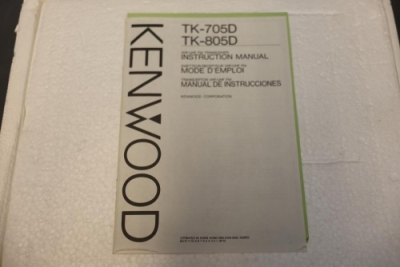 KENWOOD
TK-705D
TK-805D
INSTRUCTION MANUAL
MODE D'EMPLOI
MANUAL DE INSTRUCCIONES
KENWOOD CORPORATION